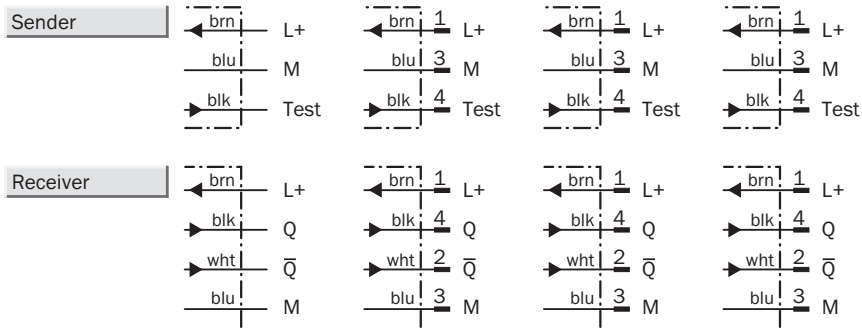 Sender
brn L+ brn 1 L+ brn 1 L+ brn 1 L+
blu M blu 3 M blu 3 M blu 3 M
blk Test blk 4 Test blk 4 Test blk 4 Test
Receiver
brn L+ brn 1 L+ brn 1 L+ brn 1 L+
blk Q blk 4 Q blk 4 Q blk 4 Q
wht Q̅ wht 2 Q̅ wht 2 Q̅ wht 2 Q̅
blu M blu 3 M blu 3 M blu 3 M